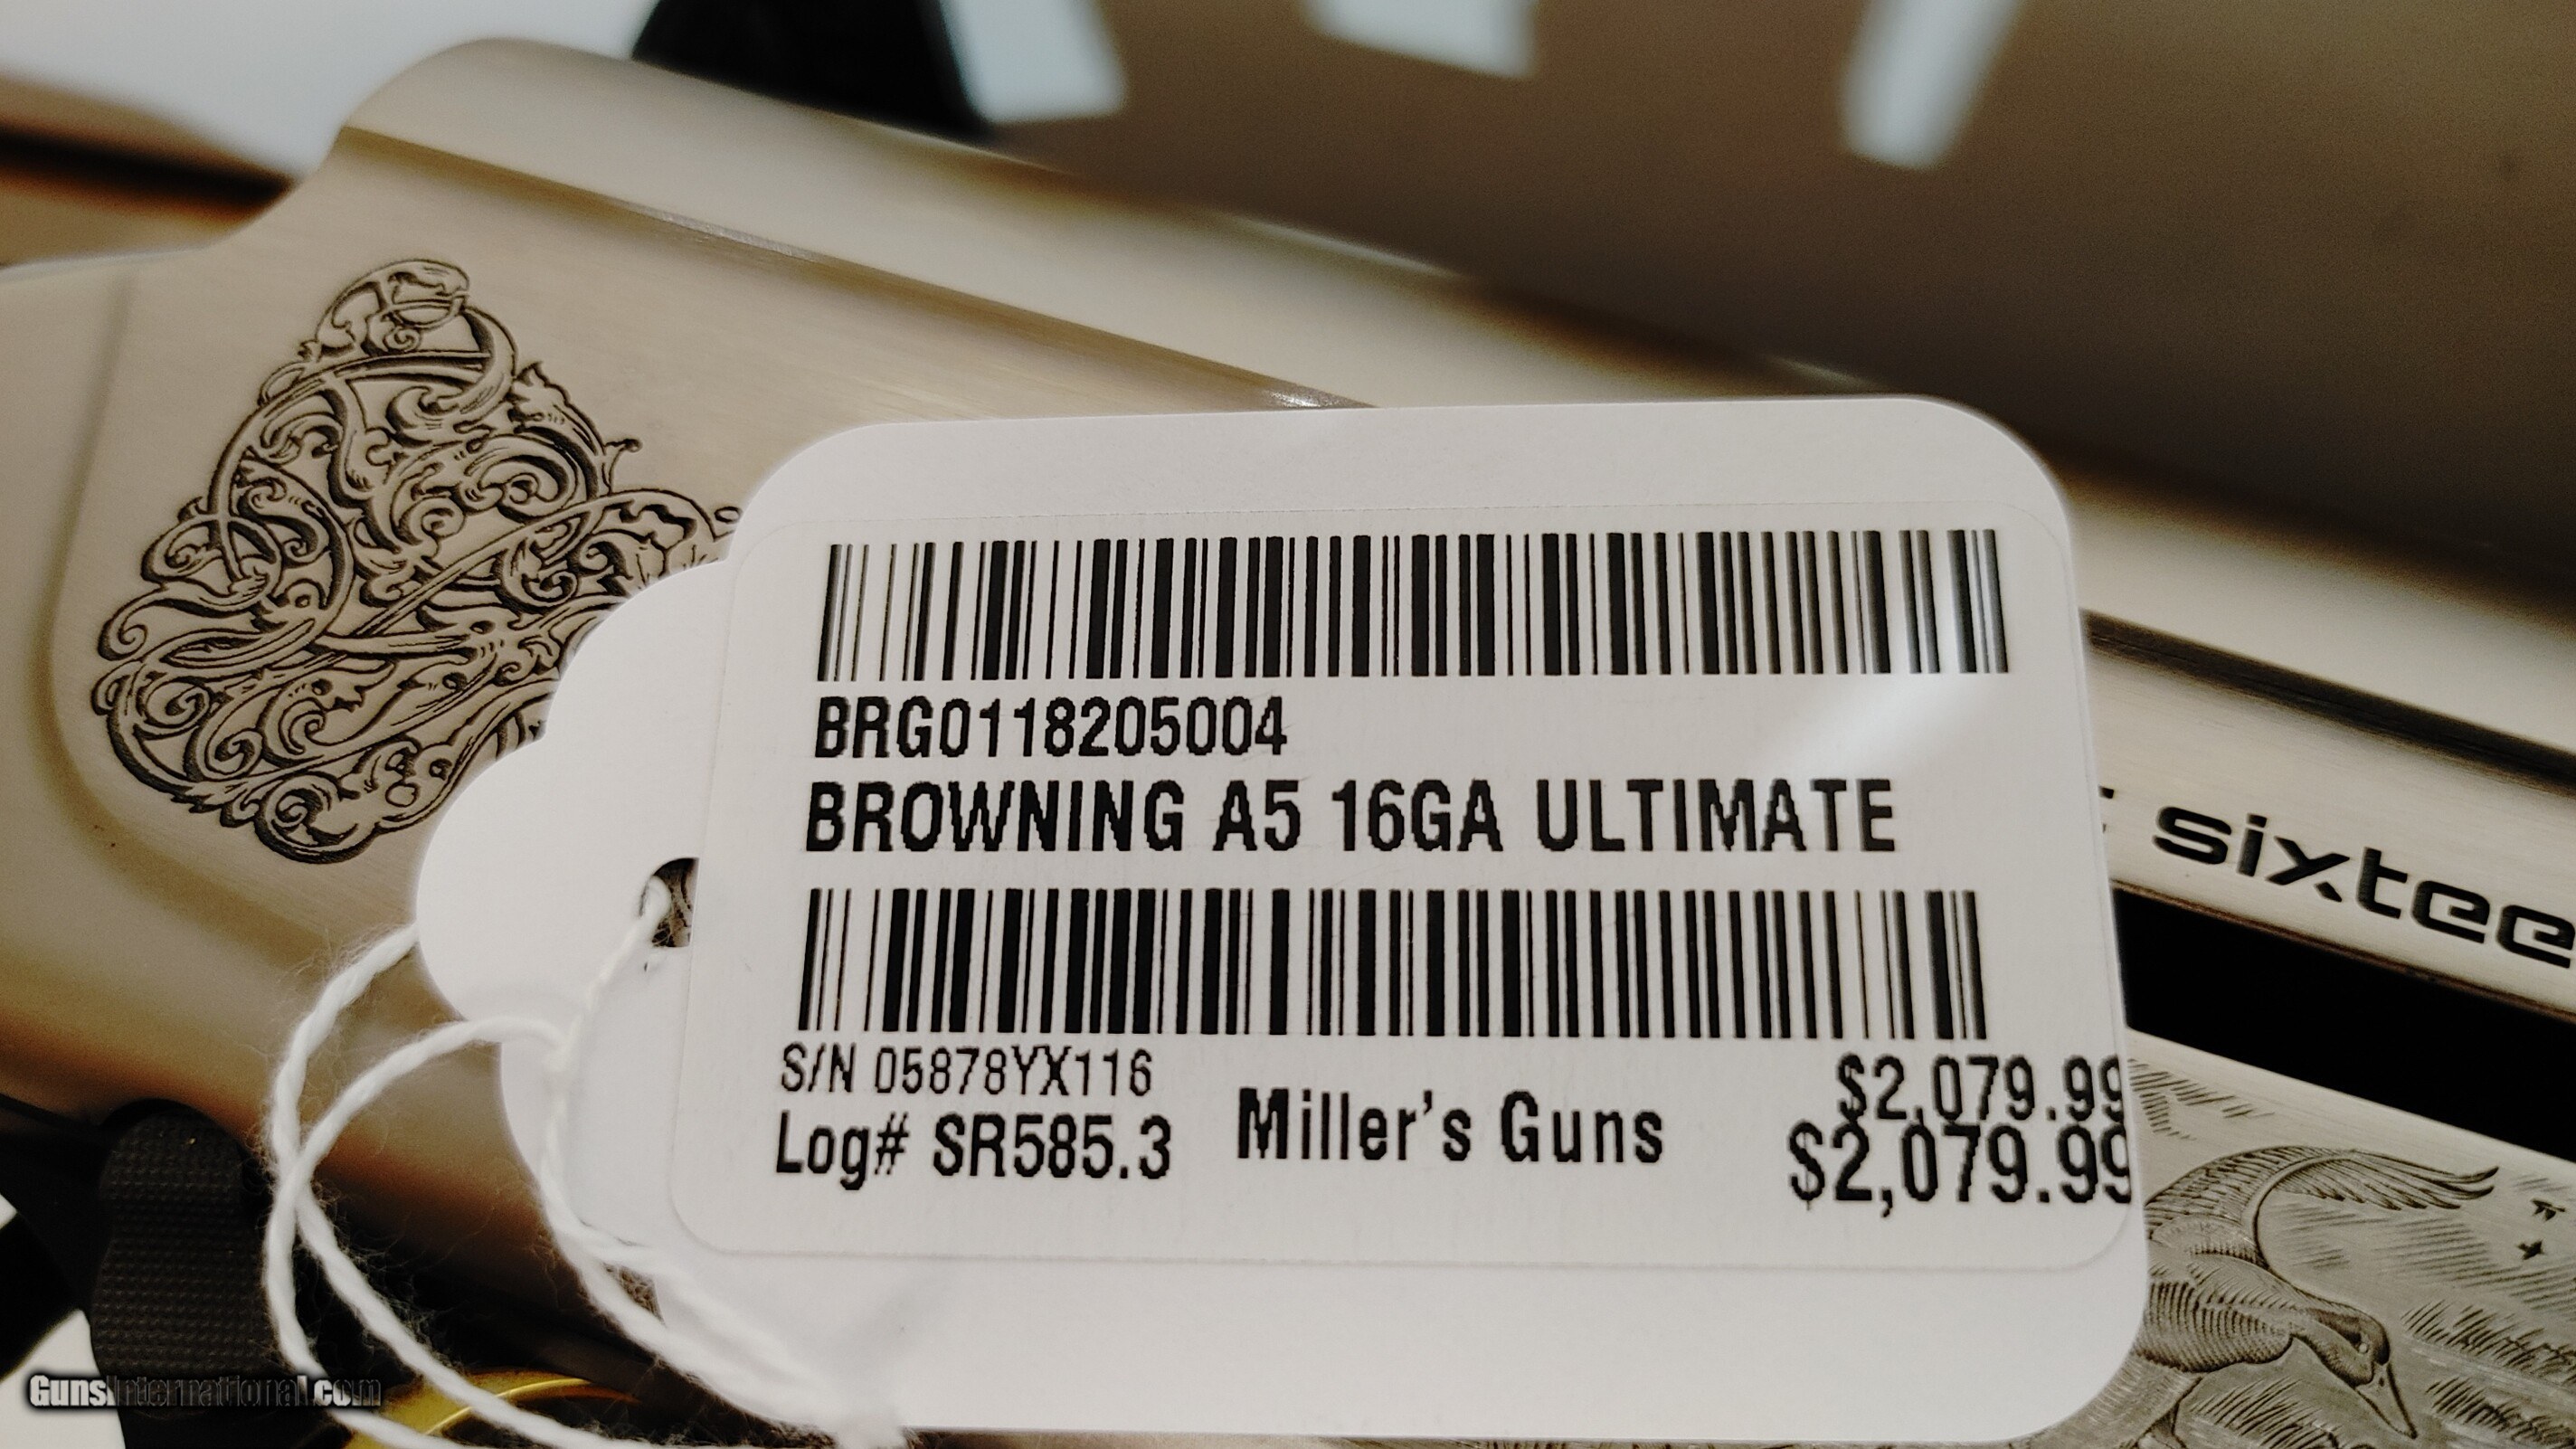 BRG0118205004
BROWNING A5 16GA ULTIMATE
sixtee
S/N 05878YX116
$2,079.99
Log# SR585.3
Miller's Guns
$2,079.99
GunsInternational.com